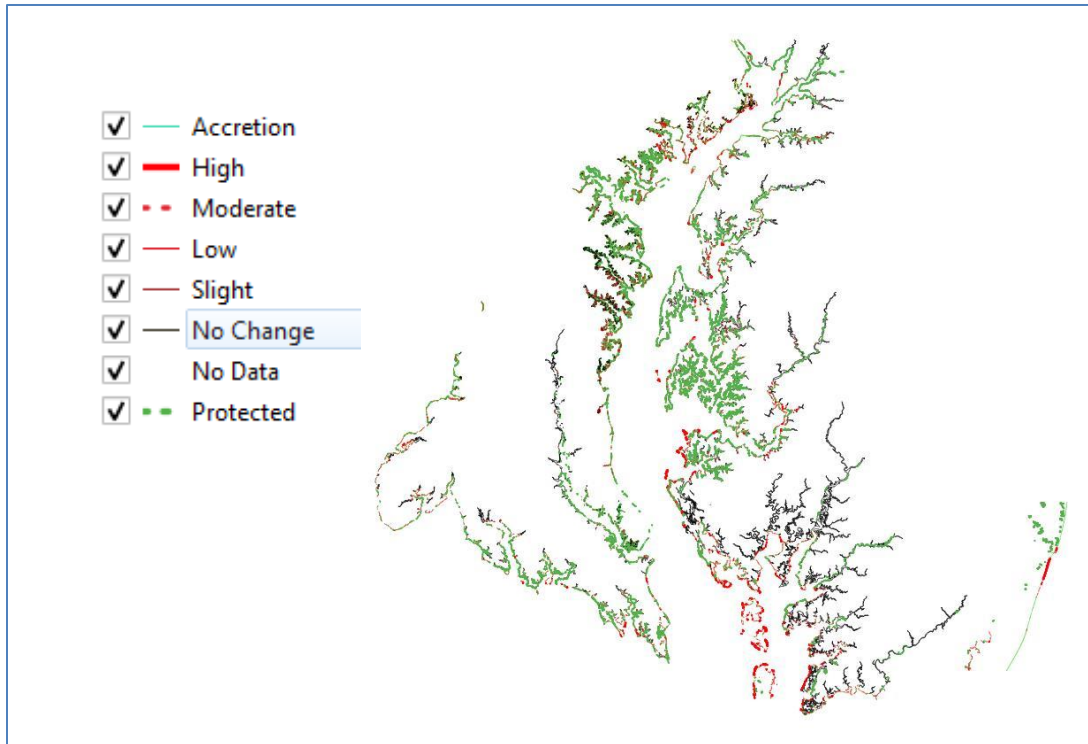 Accretion
High
Moderate
Low
Slight
No Change
No Data
Protected